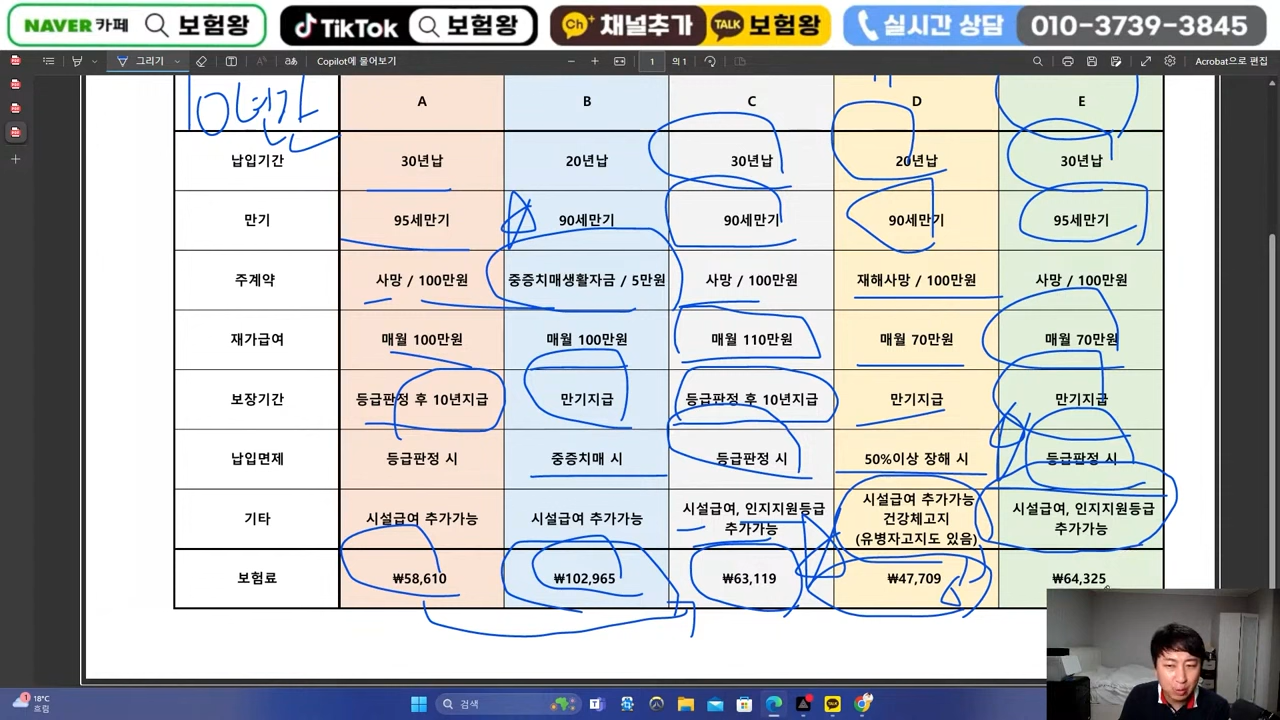 NAVER 카페 보험왕 TikTok 보험왕 Ch+ 채널추가 TALK 보험왕 실시간 상담 010-3739-3845
그리기 Copilot에 물어보기 1 의 1 Acrobat으로 편집
10년간 A B C D E
납입기간 30년납 20년납 30년납 20년납 30년납
만기 95세만기 90세만기 90세만기 90세만기 95세만기
주계약 사망 / 100만원 중증치매생활자금 / 5만원 사망 / 100만원 재해사망 / 100만원 사망 / 100만원
재가급여 매월 100만원 매월 100만원 매월 110만원 매월 70만원 매월 70만원
보장기간 등급판정 후 10년지급 만기지급 등급판정 후 10년지급 만기지급 만기지급
납입면제 등급판정 시 중증치매 시 등급판정 시 50%이상 장해 시 등급판정 시
기타 시설급여 추가가능 시설급여 추가가능 시설급여, 인지지원등급 추가가능 시설급여 추가가능 건강체고지 (유병자고지도 있음) 시설급여, 인지지원등급 추가가능
보험료 ₩58,610 ₩102,965 ₩63,119 ₩47,709 ₩64,325
1 18°C
흐림
검색